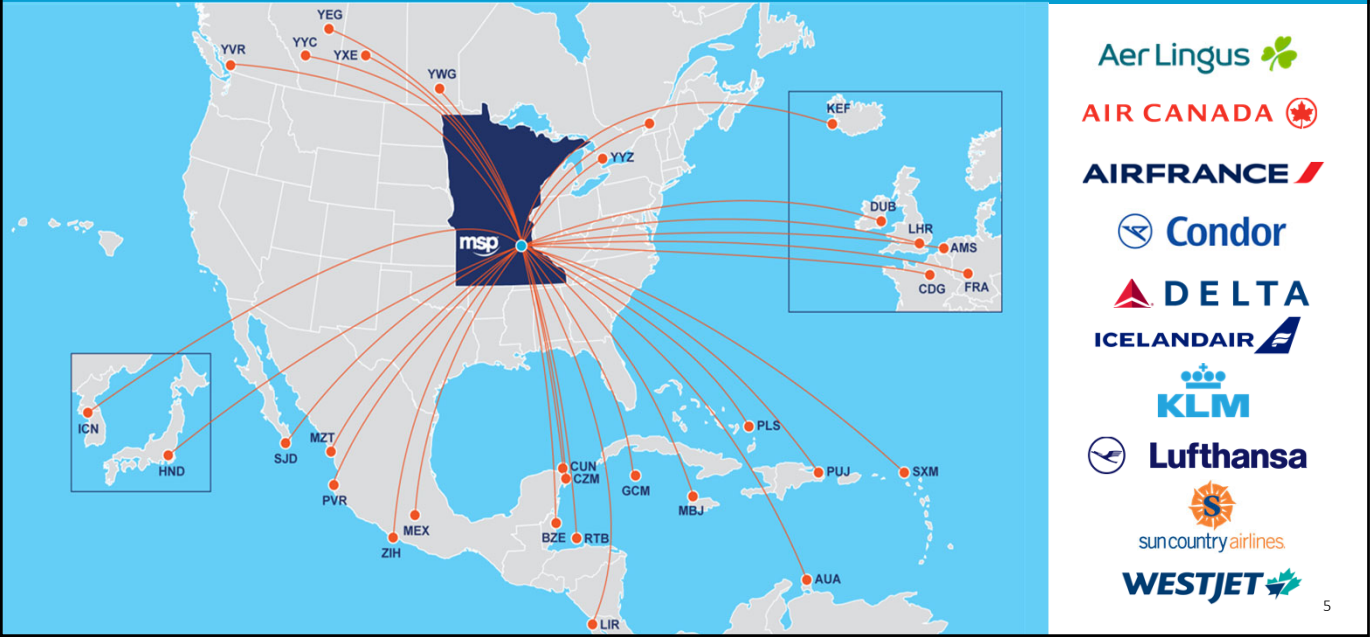 YEG
YVR
YYC
YXE
YWG
YYZ
msp
KEF
DUB
LHR
AMS
CDG
FRA
ICN
HND
SJD
MZT
PVR
ZIH
MEX
CUN
CZM
BZE
RTB
GCM
MBJ
PLS
PUJ
SXM
AUA
LIR
Aer Lingus
AIR CANADA
AIRFRANCE
Condor
DELTA
ICELANDAIR
KLM
Lufthansa
S
sun country airlines.
WESTJET
5